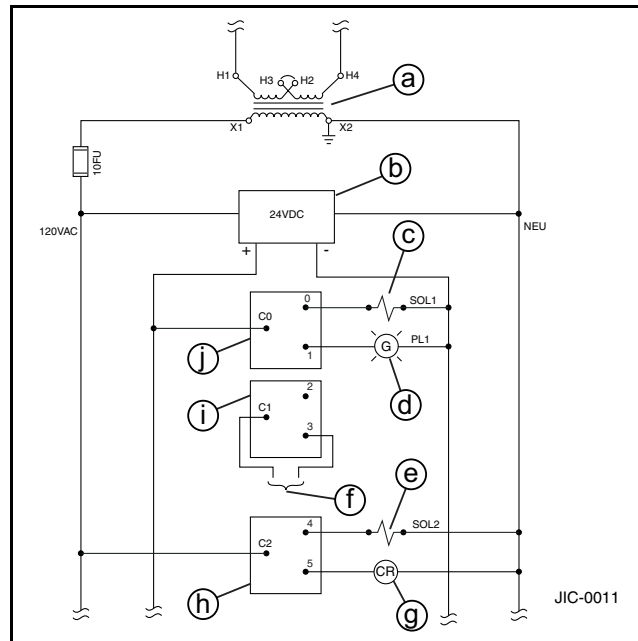 H1
H3
H2
H4
a
X1
X2
10FU
b
24VDC
120VAC
NEU
+
-
c
0
SOL1
C0
j
1
G
PL1
d
2
i
C1
3
f
e
4
SOL2
C2
5
CR
h
g
JIC-0011